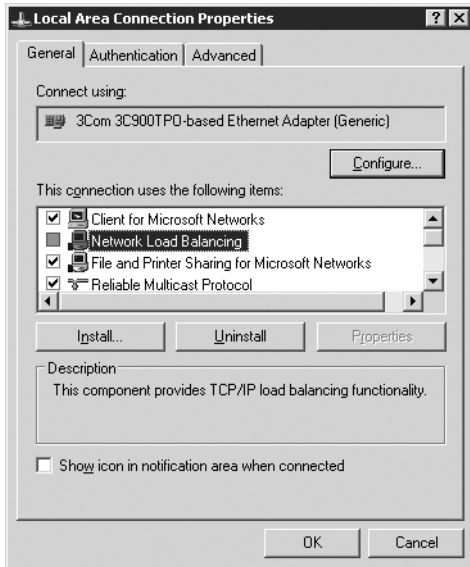 Local Area Connection Properties
General Authentication Advanced
Connect using:
3Com 3C900TPO-based Ethernet Adapter (Generic)
Configure...
This connection uses the following items:
Client for Microsoft Networks
Network Load Balancing
File and Printer Sharing for Microsoft Networks
Reliable Multicast Protocol
Install... Uninstall Properties
Description
This component provides TCP/IP load balancing functionality.
Show icon in notification area when connected
OK Cancel